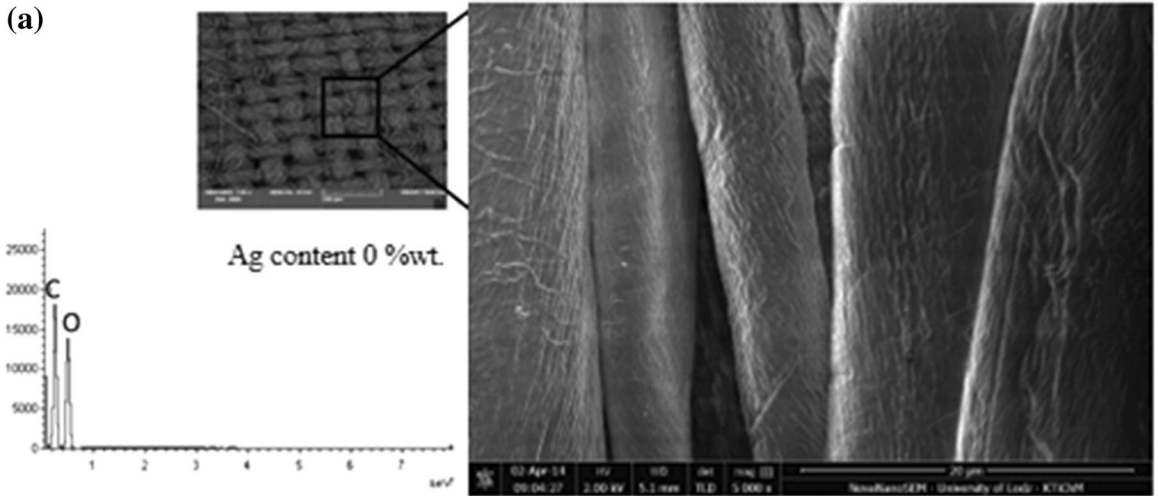 (a)
Ag content 0 %wt.
25000
20000
15000
10000
5000
0
C
O
1 2 3 4 5 6 7
keV
02-Apr-14 HV WD det mag 20 µm
09:04:27 2.00 kV 5.1 mm TLD 5 000 x NovaNanoSEM - University of Lodz - KTMChM